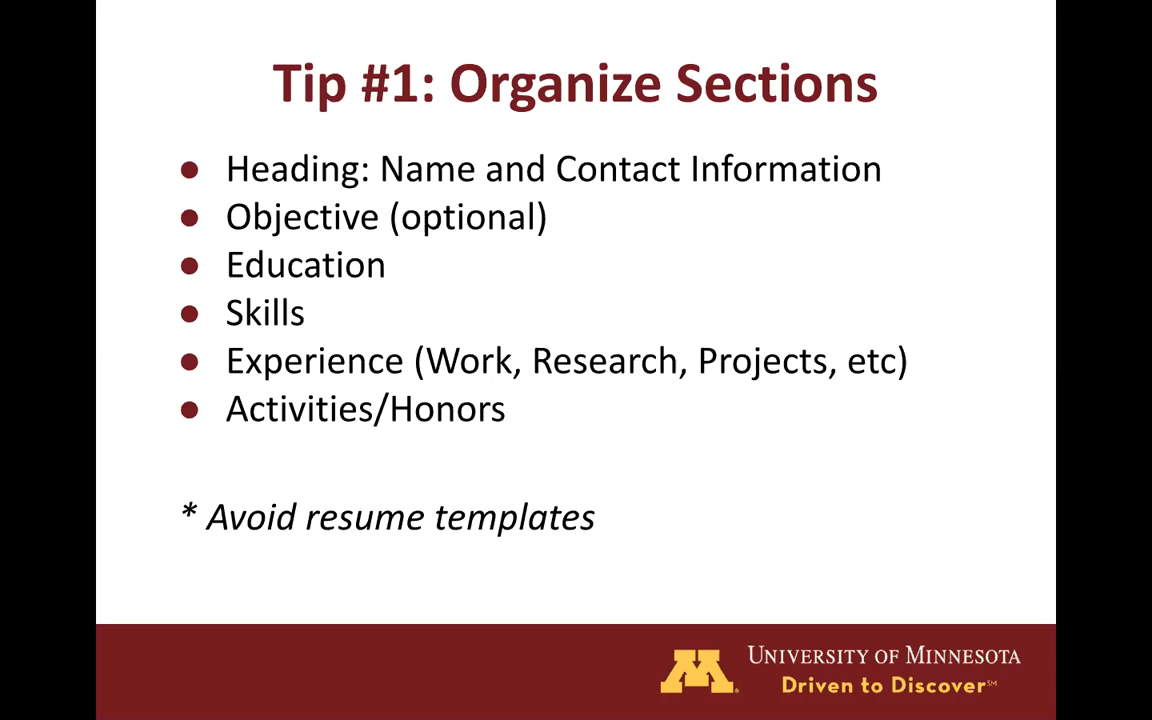 Tip #1: Organize Sections
● Heading: Name and Contact Information
● Objective (optional)
● Education
● Skills
● Experience (Work, Research, Projects, etc)
● Activities/Honors
* Avoid resume templates
M
UNIVERSITY OF MINNESOTA
Driven to Discover℠